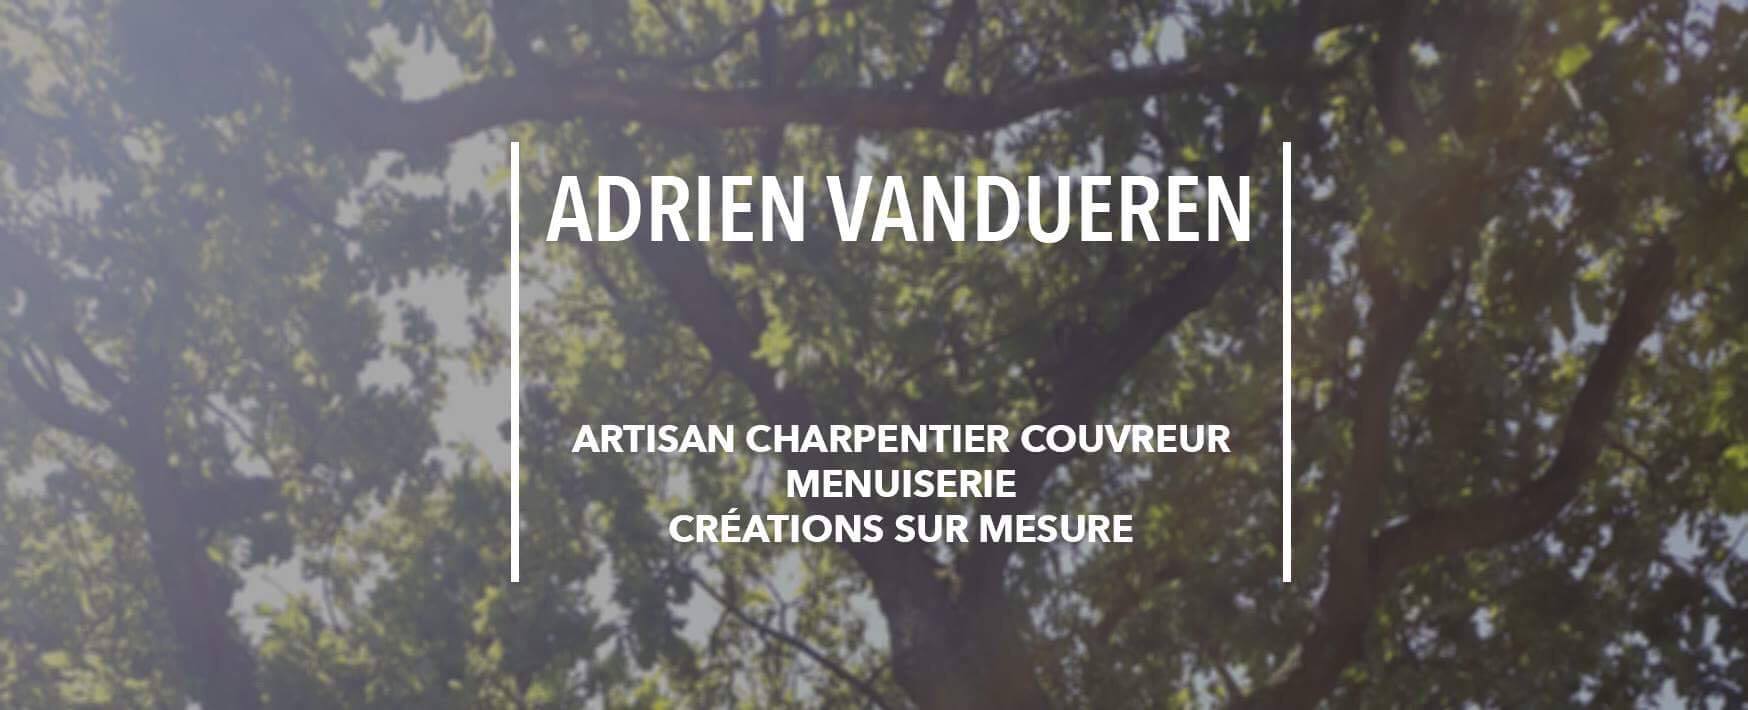 ADRIEN VANDUEREN
ARTISAN CHARPENTIER COUVREUR
MENUISERIE
CRÉATIONS SUR MESURE